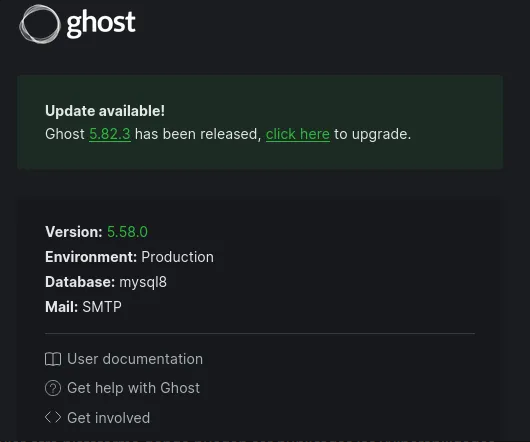 ghost
Update available!
Ghost 5.82.3 has been released, click here to upgrade.
Version: 5.58.0
Environment: Production
Database: mysql8
Mail: SMTP
User documentation
Get help with Ghost
Get involved